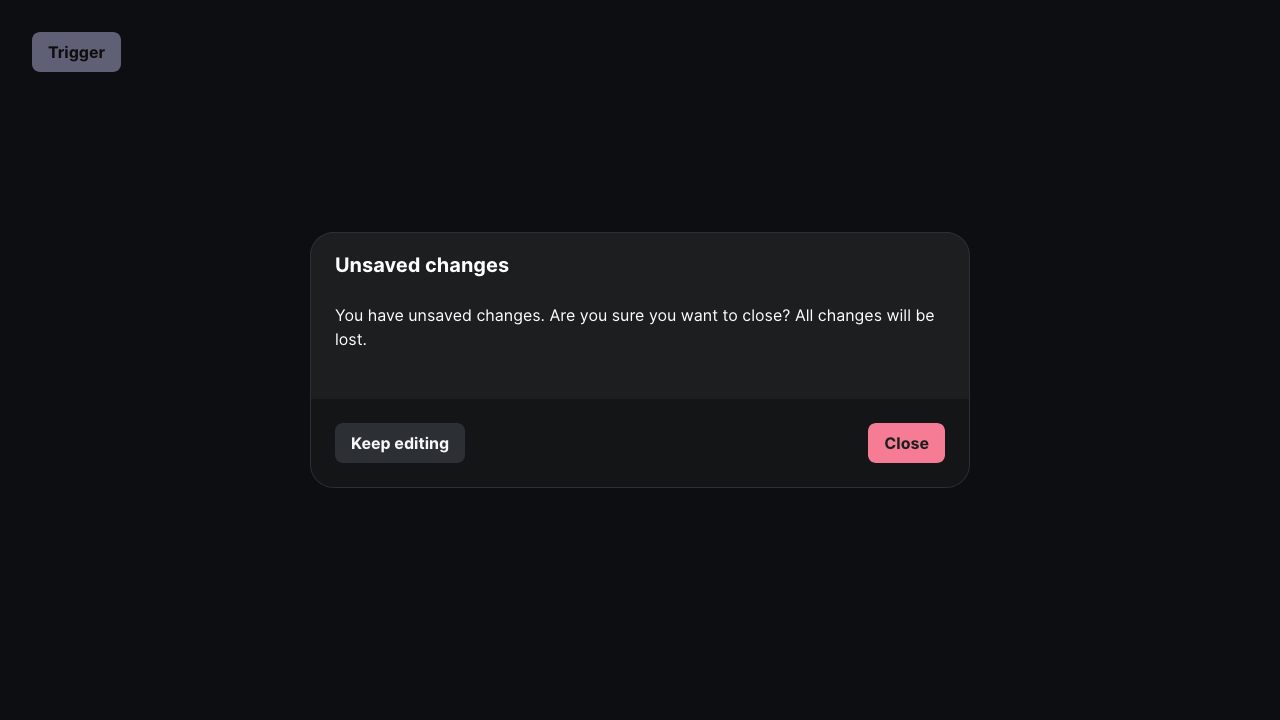 Trigger
Unsaved changes
You have unsaved changes. Are you sure you want to close? All changes will be
lost.
Keep editing
Close